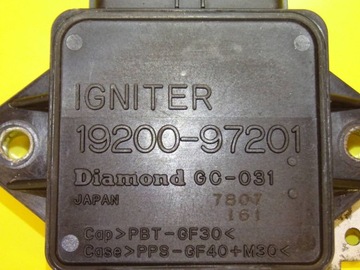 IGNITER
19200-97201
Diamond GC-031
JAPAN 7807
161
Cap>PBT-GF30<
Case>PPS-GF40+M30<